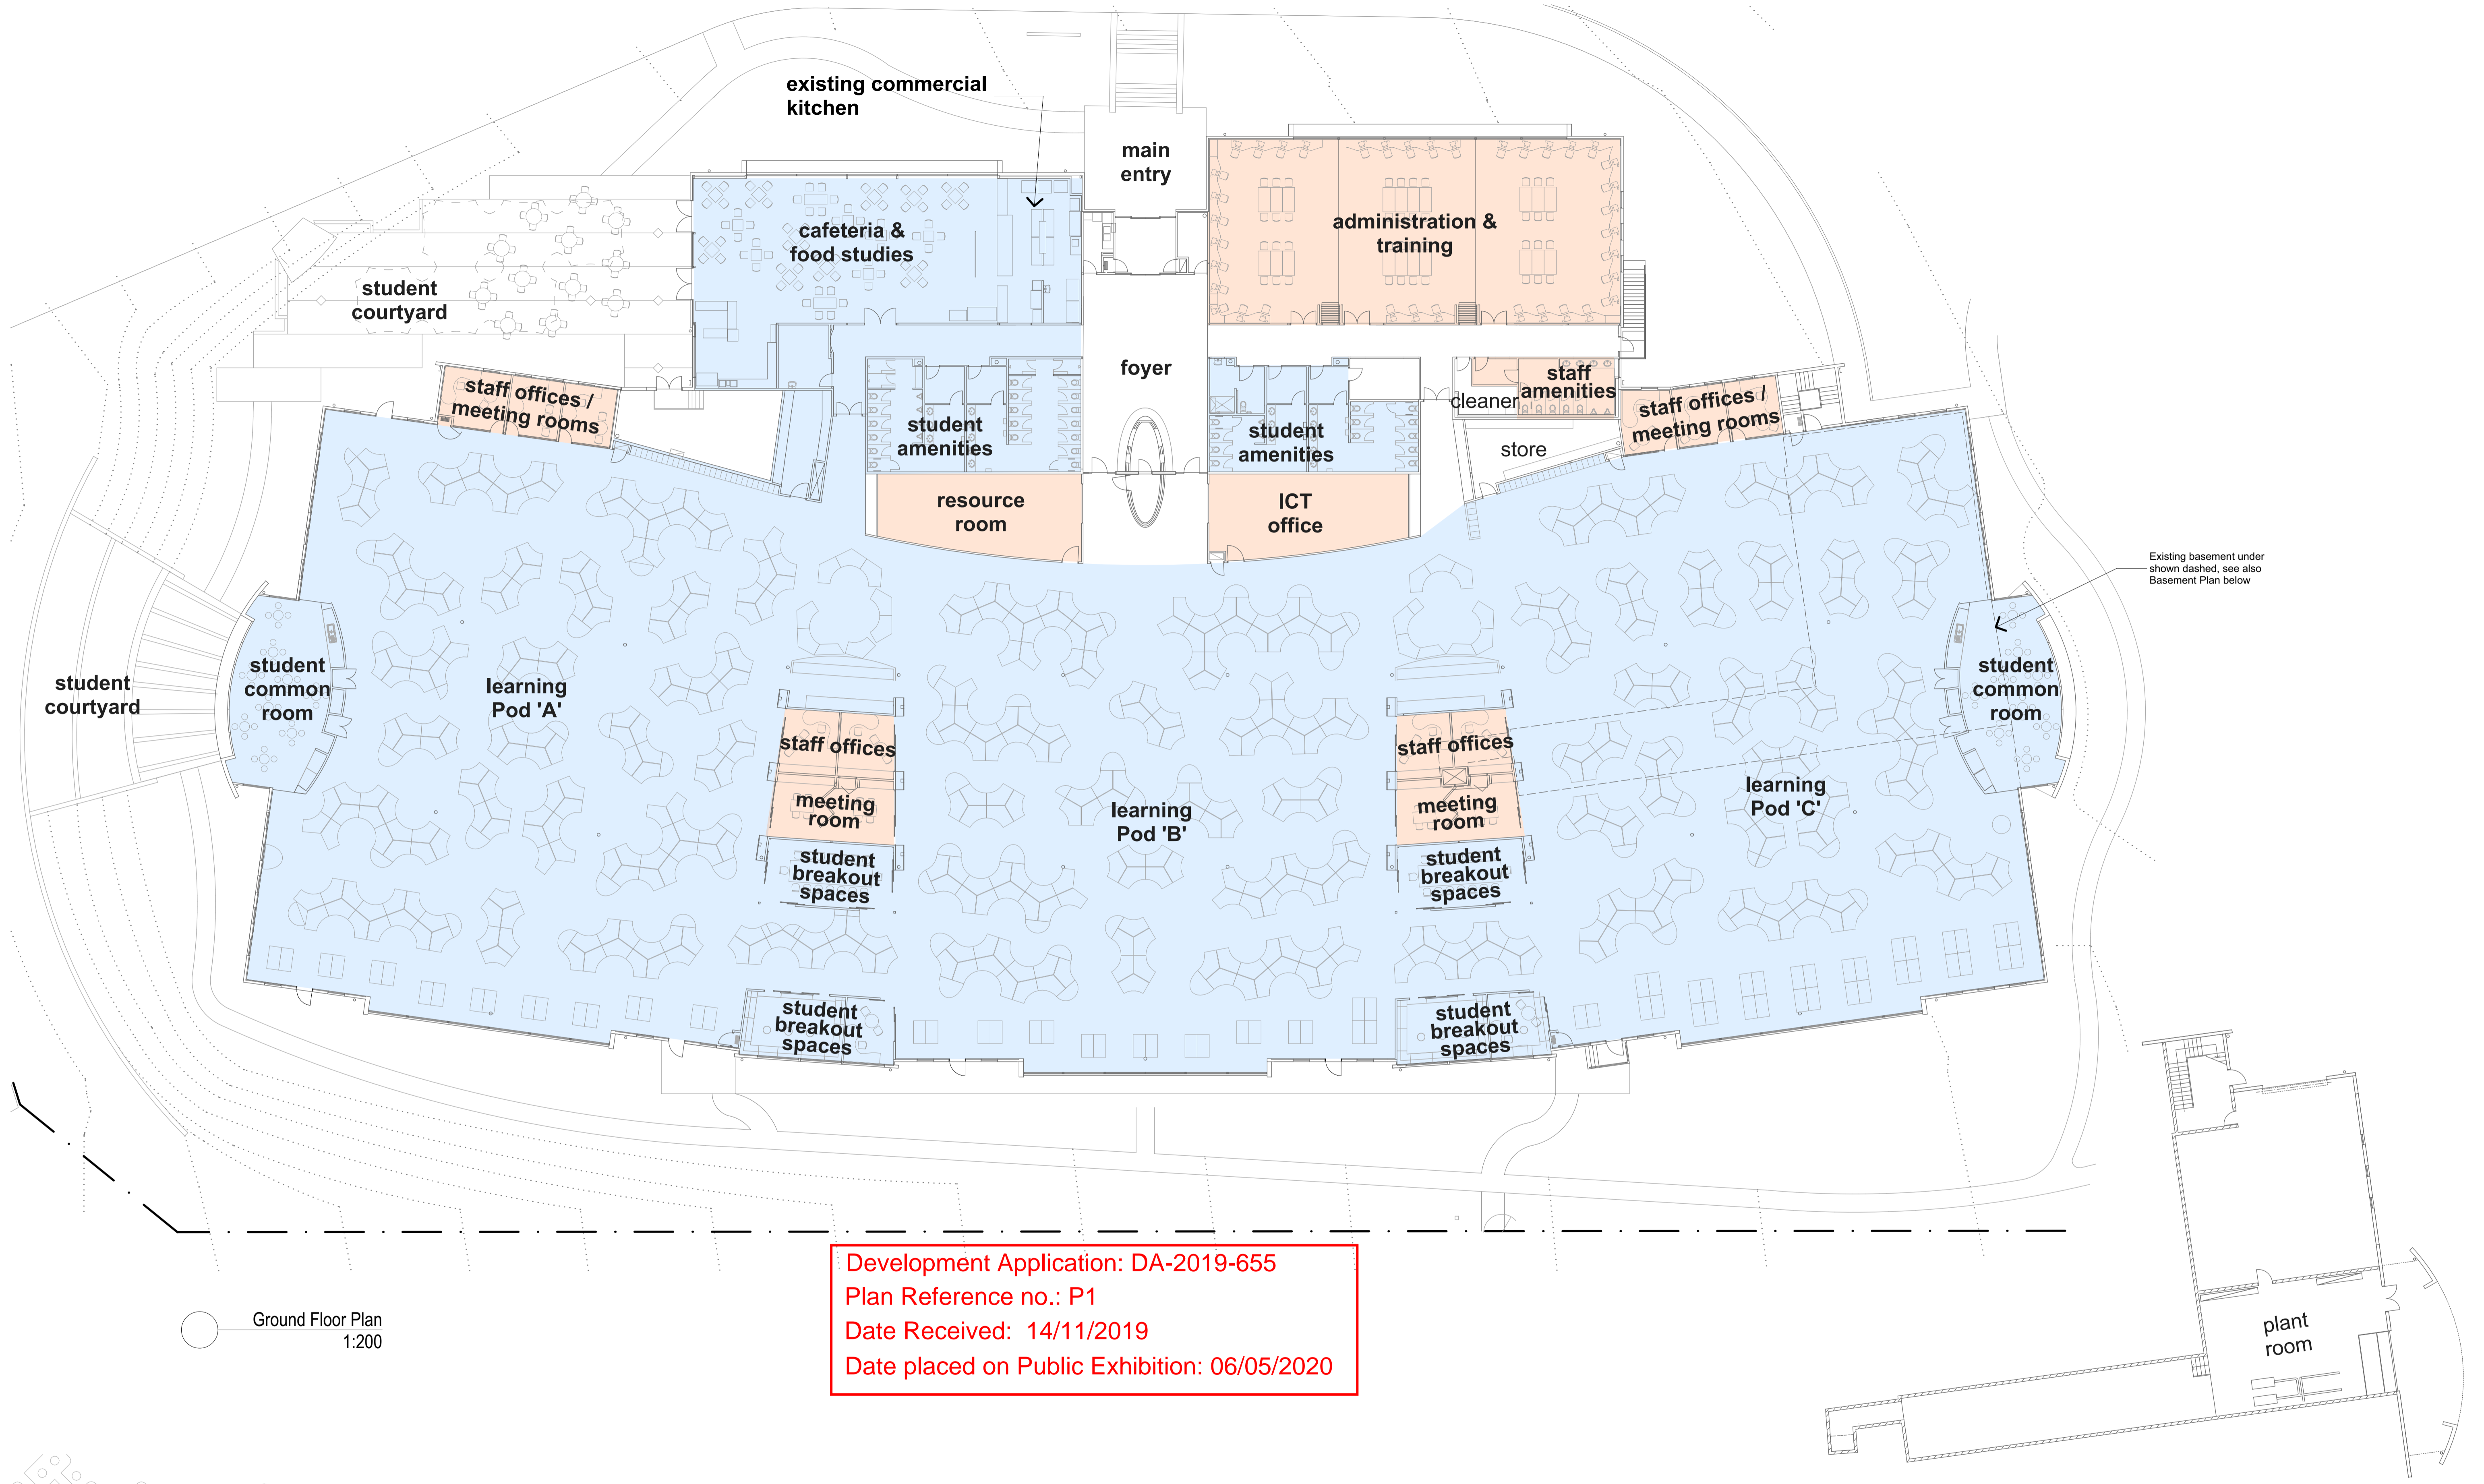 existing commercial
kitchen
main
entry
cafeteria &
food studies
administration &
training
student
courtyard
foyer
staff offices /
meeting rooms
student
amenities
student
amenities
cleaner
staff
amenities
staff offices /
meeting rooms
store
resource
room
ICT
office
Existing basement under
shown dashed, see also
Basement Plan below
student
courtyard
student
common
room
learning
Pod 'A'
staff offices
meeting
room
student
breakout
spaces
student
breakout
spaces
learning
Pod 'B'
staff offices
meeting
room
student
breakout
spaces
student
breakout
spaces
learning
Pod 'C'
student
common
room
Development Application: DA-2019-655
Plan Reference no.: P1
Date Received: 14/11/2019
Date placed on Public Exhibition: 06/05/2020
Ground Floor Plan
1:200
plant
room